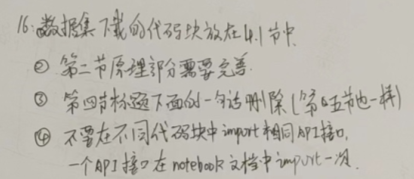 16. 数据集下载的代码块放在4.1节中
② 第二节原理部分需要完善.
③ 第四节标题下面的一句话删除(第五节也一样)
④ 不要在不同代码块中import相同API接口,
一个API接口在notebook文档中import一次.